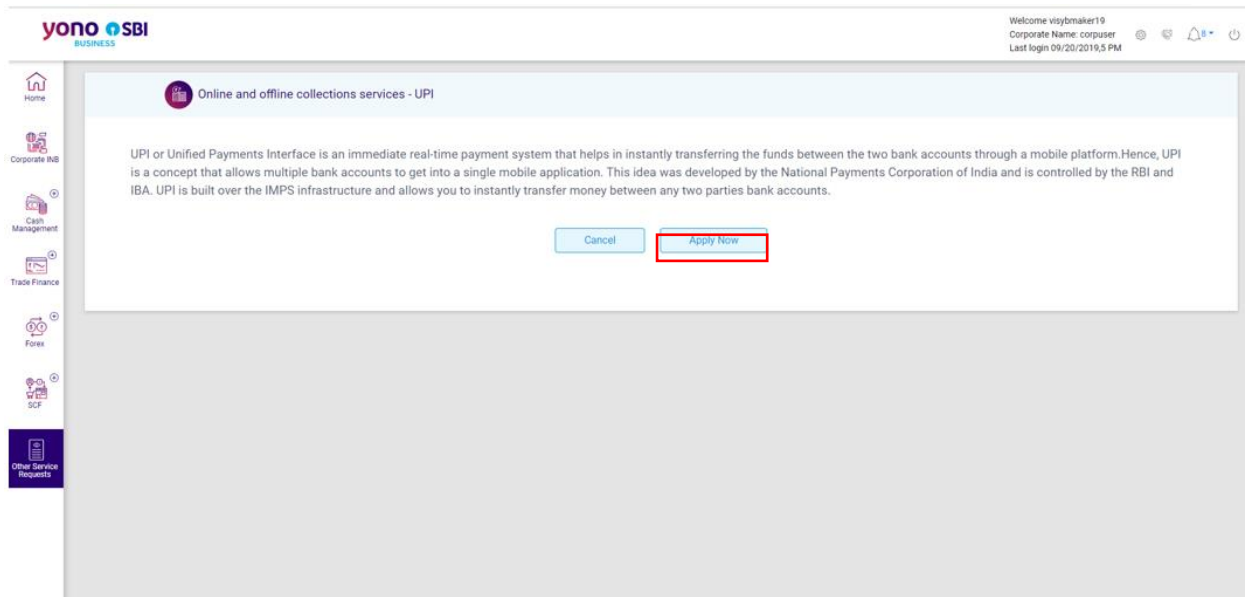 yono SBI
BUSINESS
Welcome visybmaker19
Corporate Name: corpuser
Last login 09/20/2019,5 PM
8
Home
Corporate INB
Cash
Management
Trade Finance
Forex
SCF
Other Service
Requests
Online and offline collections services - UPI
UPI or Unified Payments Interface is an immediate real-time payment system that helps in instantly transferring the funds between the two bank accounts through a mobile platform.Hence, UPI
is a concept that allows multiple bank accounts to get into a single mobile application. This idea was developed by the National Payments Corporation of India and is controlled by the RBI and
IBA. UPI is built over the IMPS infrastructure and allows you to instantly transfer money between any two parties bank accounts.
Cancel
Apply Now